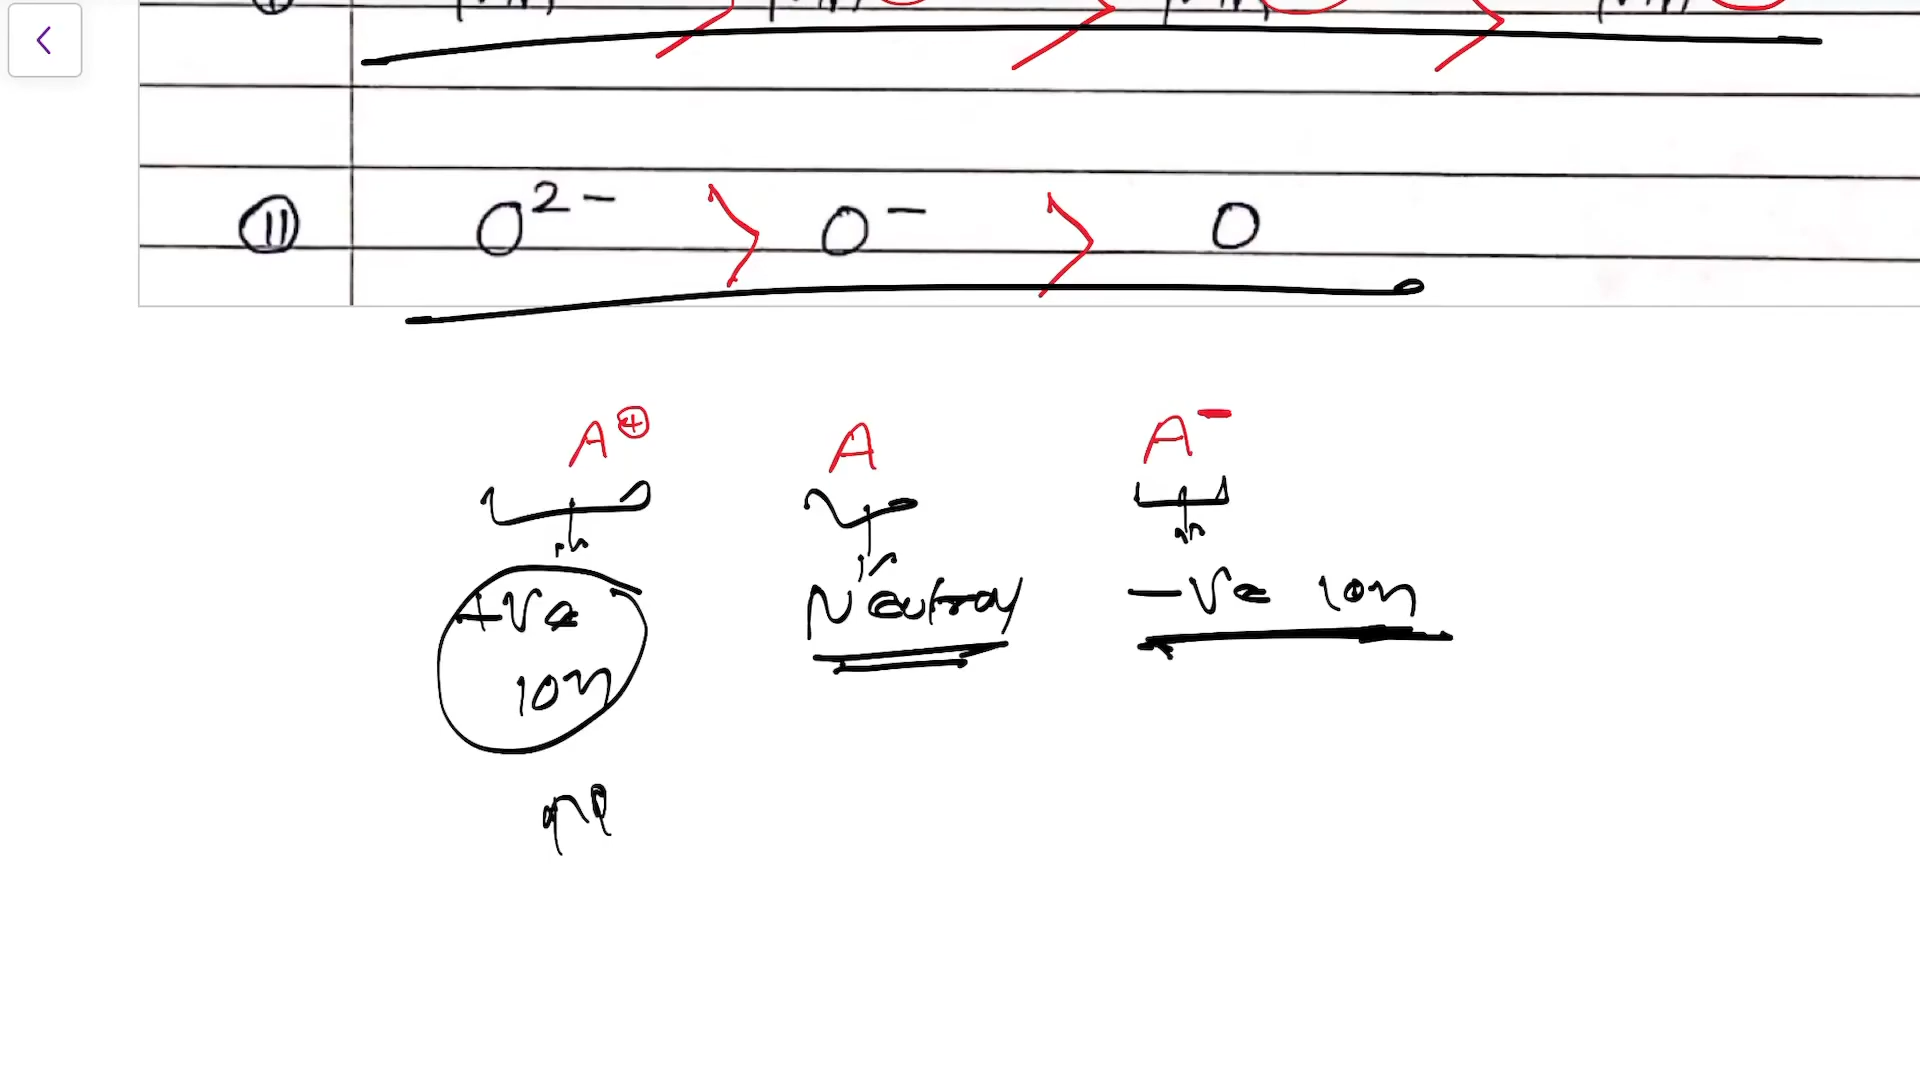 > > >
⑪ O²⁻ > O⁻ > O
A⊕ A A⁻
+ve Neutral -ve ion
ion